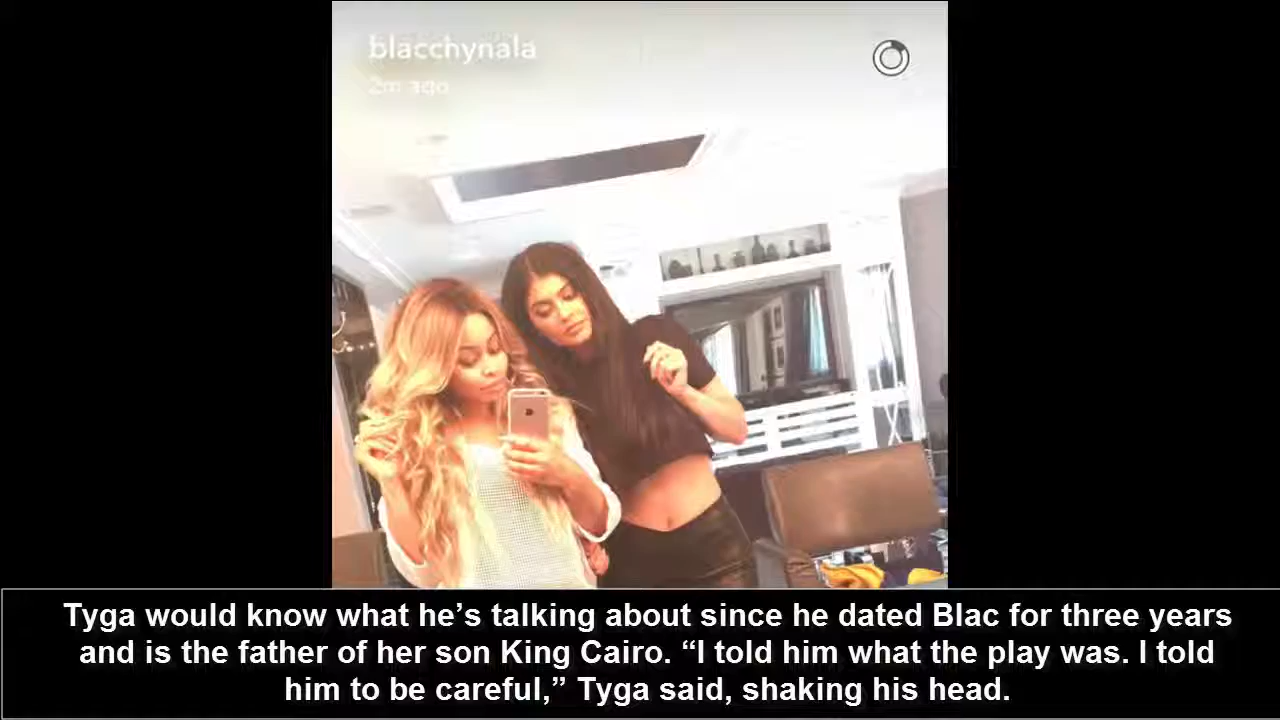 blacchynala
2m ago
Tyga would know what he’s talking about since he dated Blac for three years
and is the father of her son King Cairo. “I told him what the play was. I told
him to be careful,” Tyga said, shaking his head.